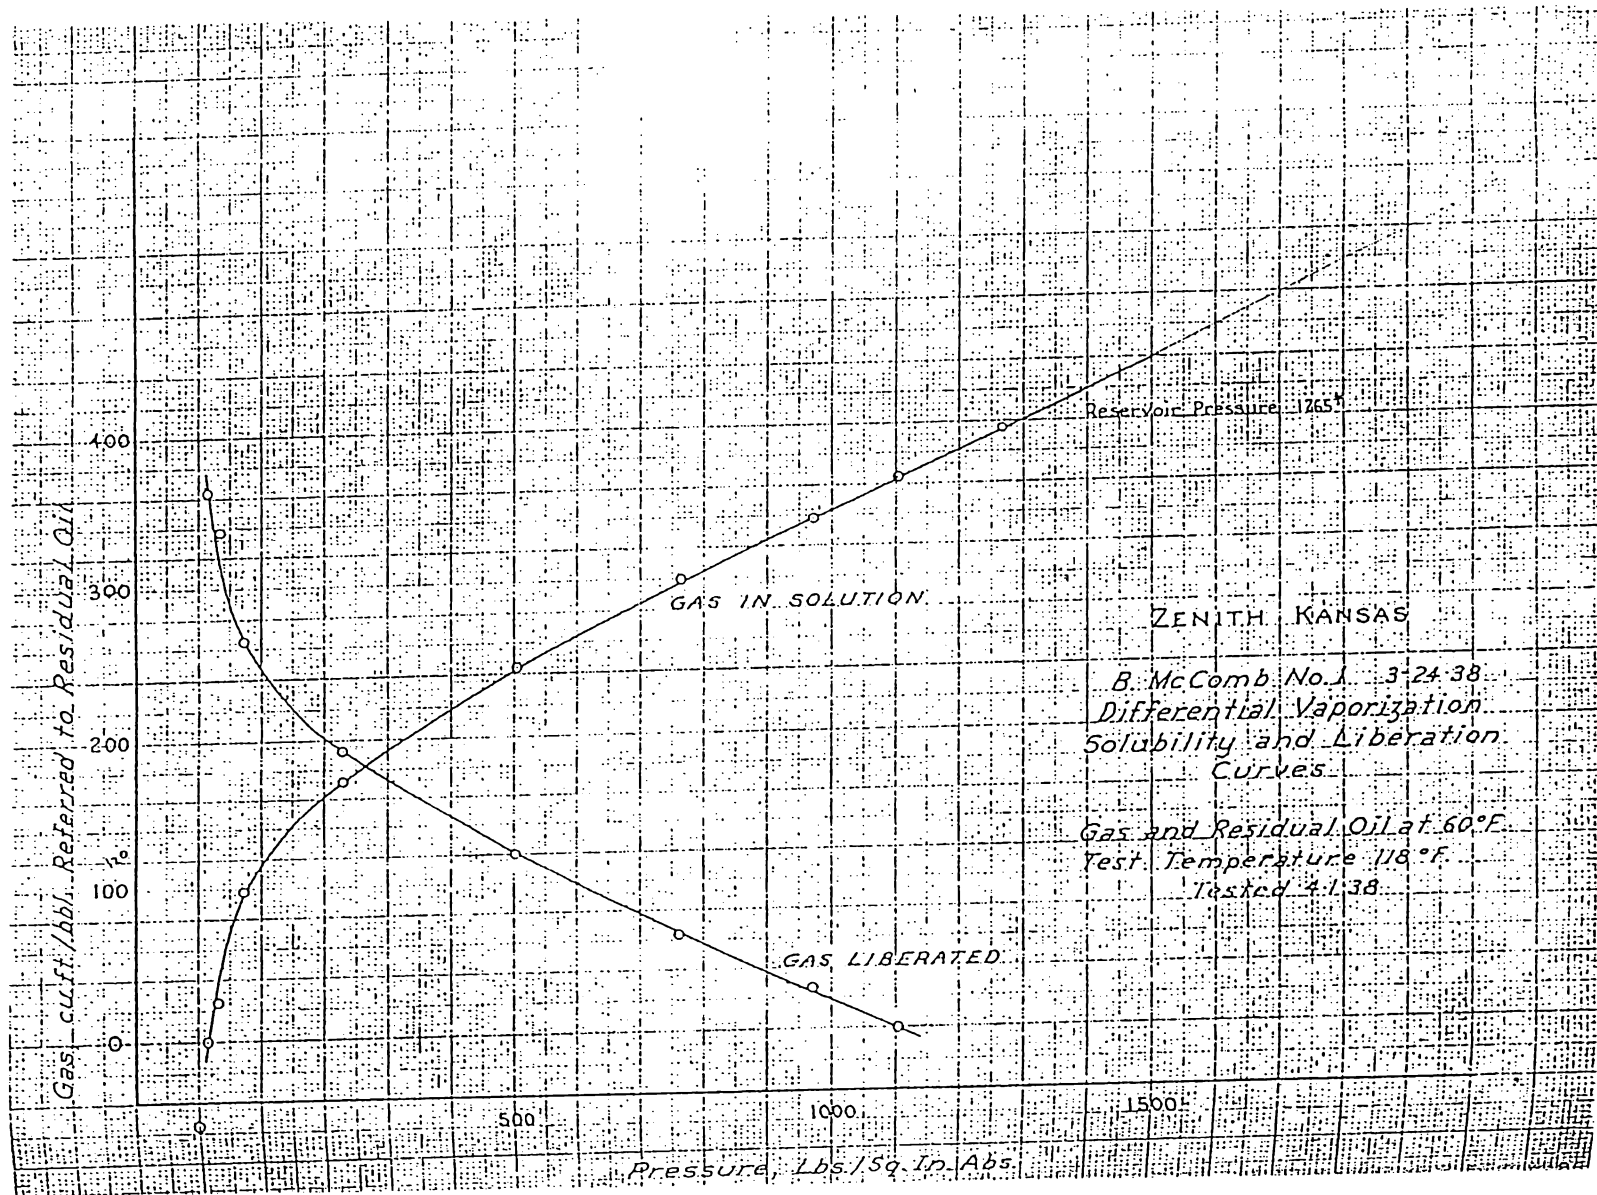 400
300
200
100
0
Gas, cu.ft./bbl. Referred to Residual Oil
Reservoir Pressure 1265#
GAS IN SOLUTION
GAS LIBERATED
ZENITH KANSAS
B. McComb No.1 3-24-38
Differential Vaporization
Solubility and Liberation
Curves
Gas and Residual Oil at 60°F.
Test Temperature 118°F.
Tested 4-1-38
0
500
1000
1500
Pressure, Lbs/Sq.In.Abs.